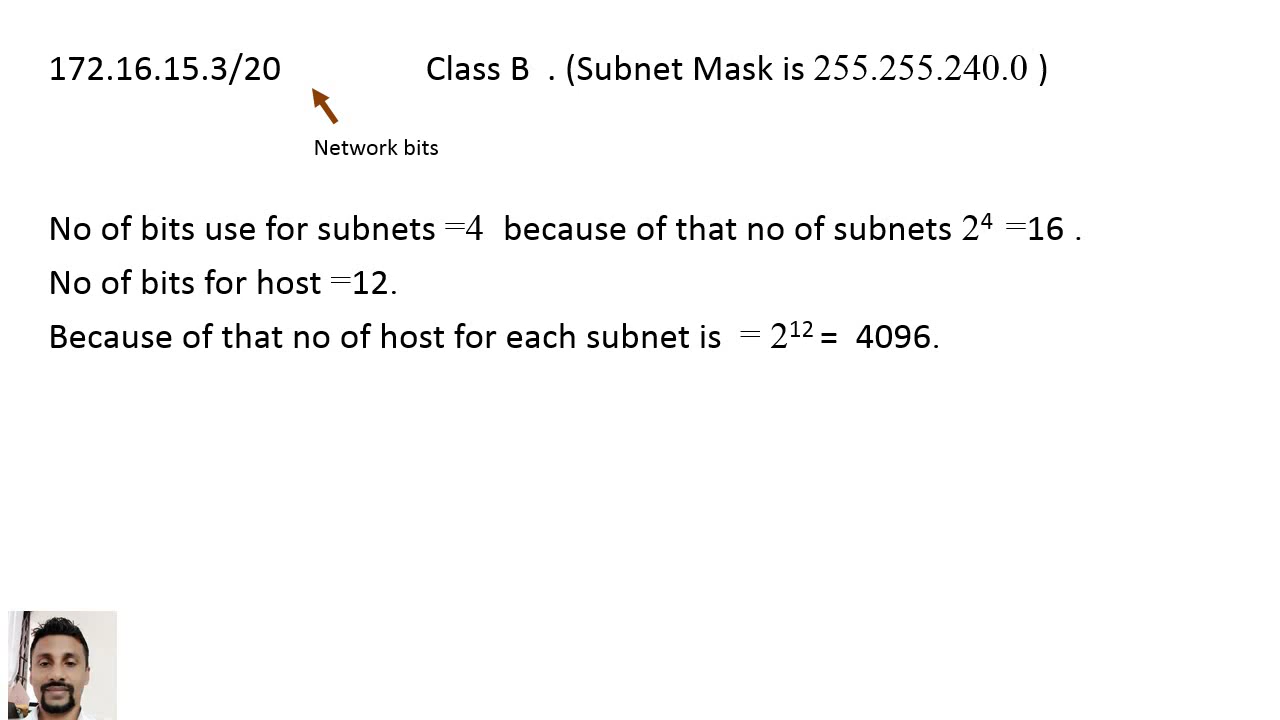 172.16.15.3/20 Class B . (Subnet Mask is 255.255.240.0 )
Network bits
No of bits use for subnets =4 because of that no of subnets 2⁴ =16 .
No of bits for host =12.
Because of that no of host for each subnet is = 2¹² = 4096.